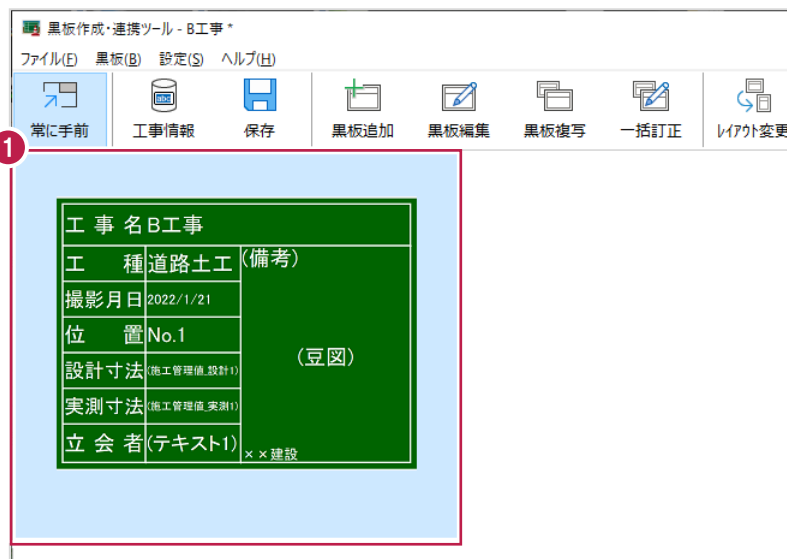 黒板作成・連携ツール - B工事 *
ファイル(F) 黒板(B) 設定(S) ヘルプ(H)
常に手前 工事情報 保存 黒板追加 黒板編集 黒板複写 一括訂正 レイアウト変更
1
工 事 名 B工事
工 種 道路土工 (備考)
撮影月日 2022/1/21
位 置 No.1
(豆図)
設計寸法 (施工管理値_設計1)
実測寸法 (施工管理値_実測1)
立 会 者 (テキスト1) ××建設